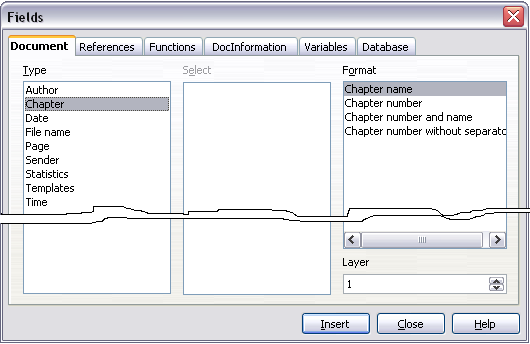 Fields
Document References Functions DocInformation Variables Database
Type Select Format
Author
Chapter
Date
File name
Page
Sender
Statistics
Templates
Time
Chapter name
Chapter number
Chapter number and name
Chapter number without separato
Layer
1
Insert Close Help